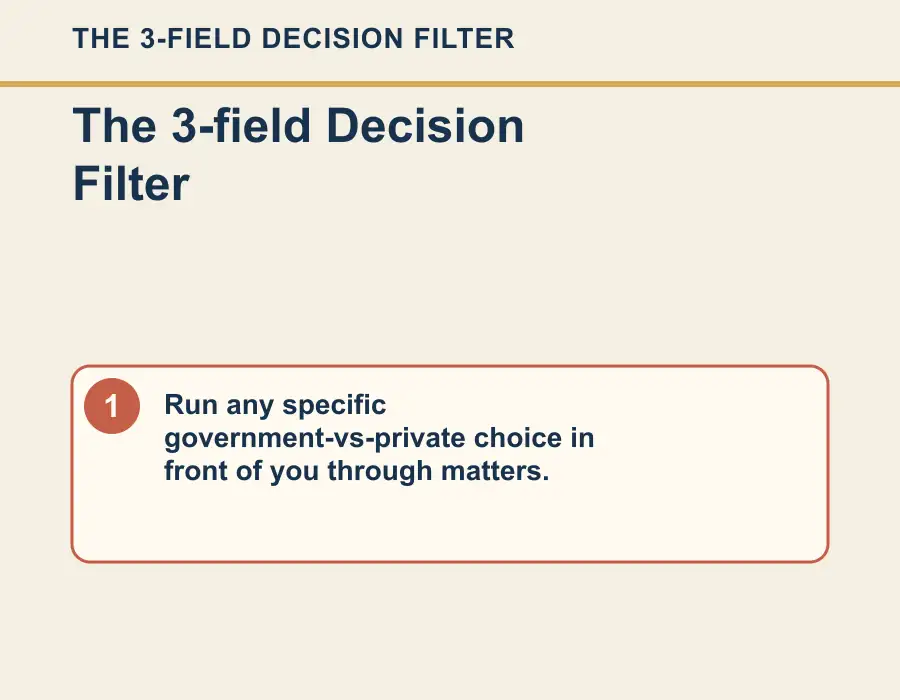 THE 3-FIELD DECISION FILTER
The 3-field Decision
Filter
1
Run any specific
government-vs-private choice in
front of you through matters.